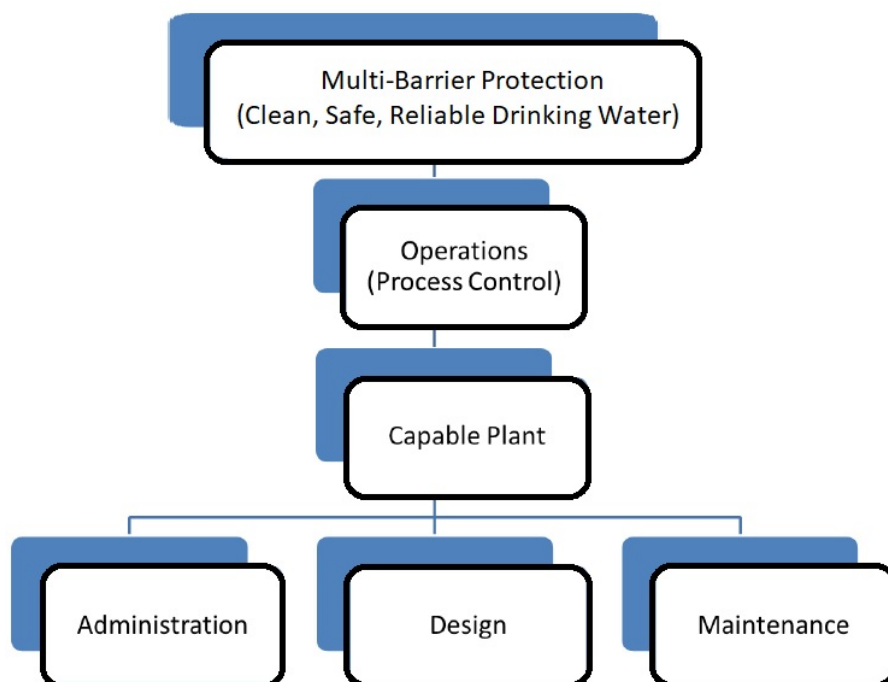 Multi-Barrier Protection
(Clean, Safe, Reliable Drinking Water)
Operations
(Process Control)
Capable Plant
Administration
Design
Maintenance